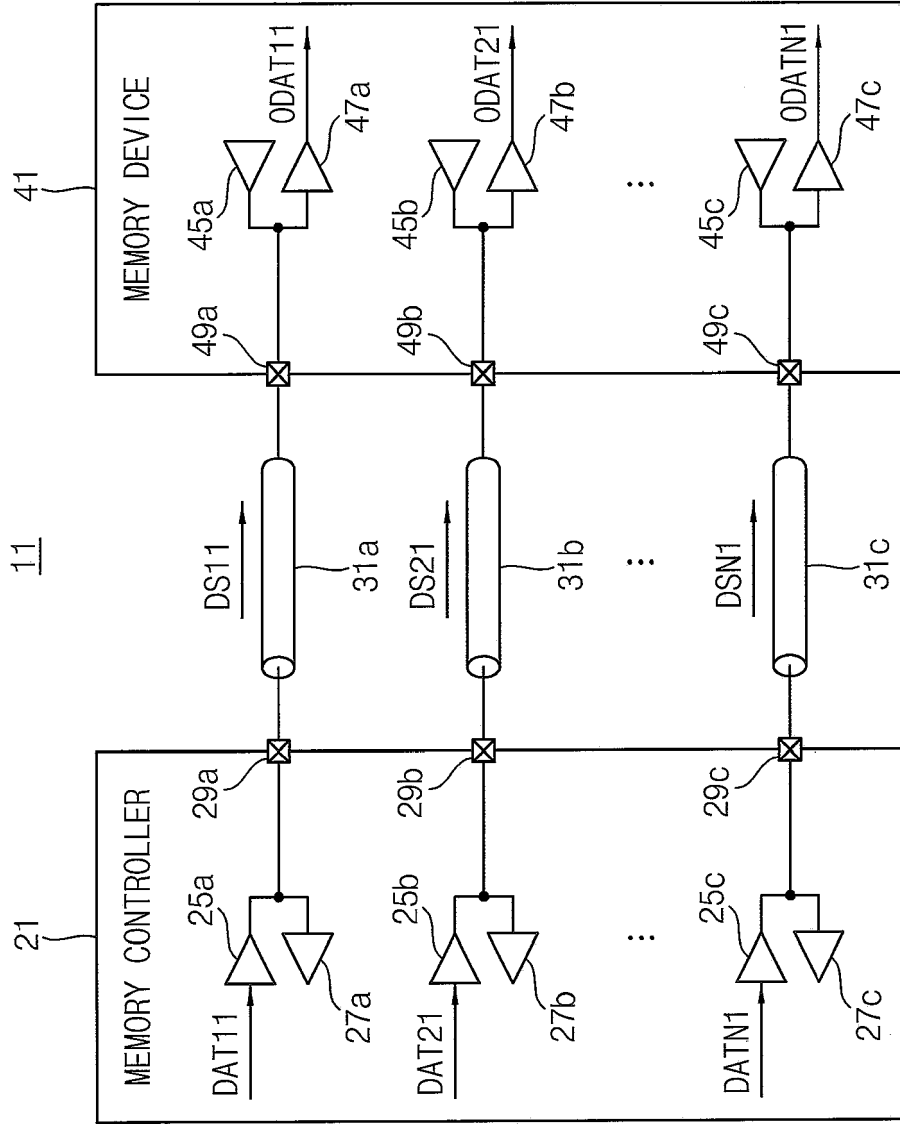 11
21
MEMORY CONTROLLER
41
MEMORY DEVICE
DAT11
25a
27a
29a
DS11
31a
49a
45a
47a
ODAT11
DAT21
25b
27b
29b
DS21
31b
49b
45b
47b
ODAT21
...
...
...
DATN1
25c
27c
29c
DSN1
31c
49c
45c
47c
ODATN1